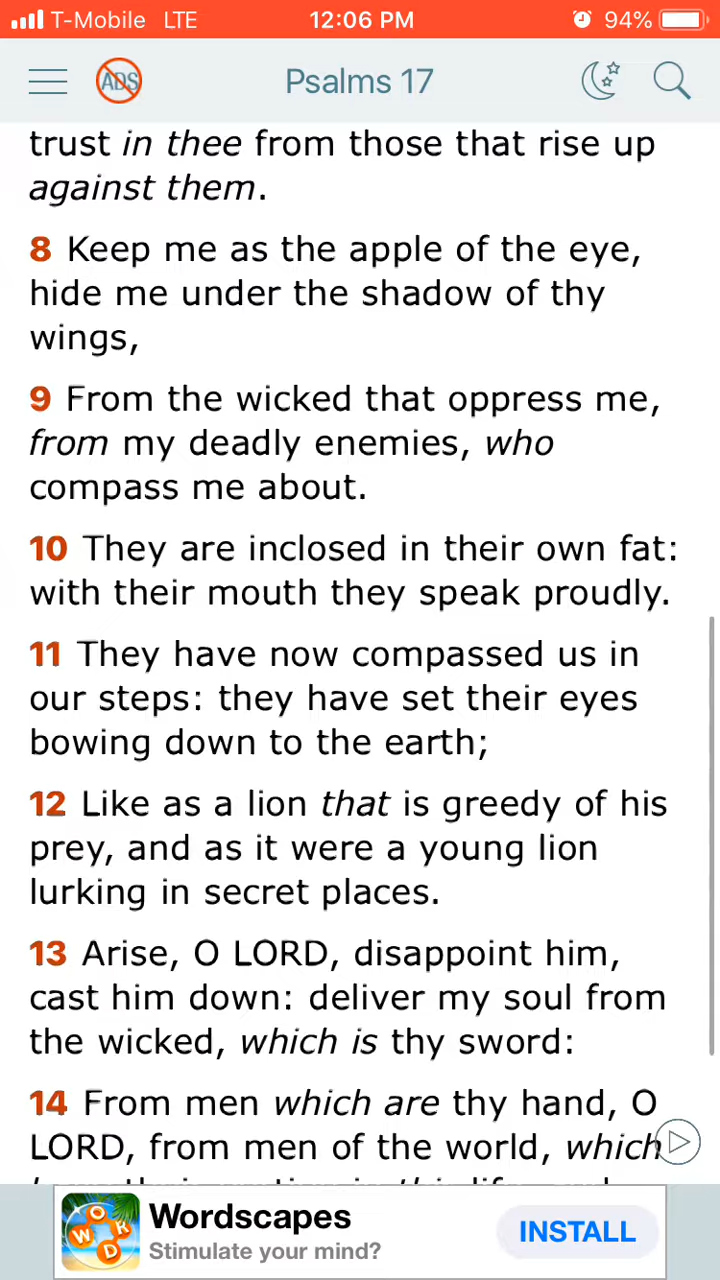 T-Mobile LTE 12:06 PM 94%
ADS Psalms 17
trust in thee from those that rise up
against them.
8 Keep me as the apple of the eye,
hide me under the shadow of thy
wings,
9 From the wicked that oppress me,
from my deadly enemies, who
compass me about.
10 They are inclosed in their own fat:
with their mouth they speak proudly.
11 They have now compassed us in
our steps: they have set their eyes
bowing down to the earth;
12 Like as a lion that is greedy of his
prey, and as it were a young lion
lurking in secret places.
13 Arise, O LORD, disappoint him,
cast him down: deliver my soul from
the wicked, which is thy sword:
14 From men which are thy hand, O
LORD, from men of the world, which
WORD
Wordscapes
Stimulate your mind?
INSTALL